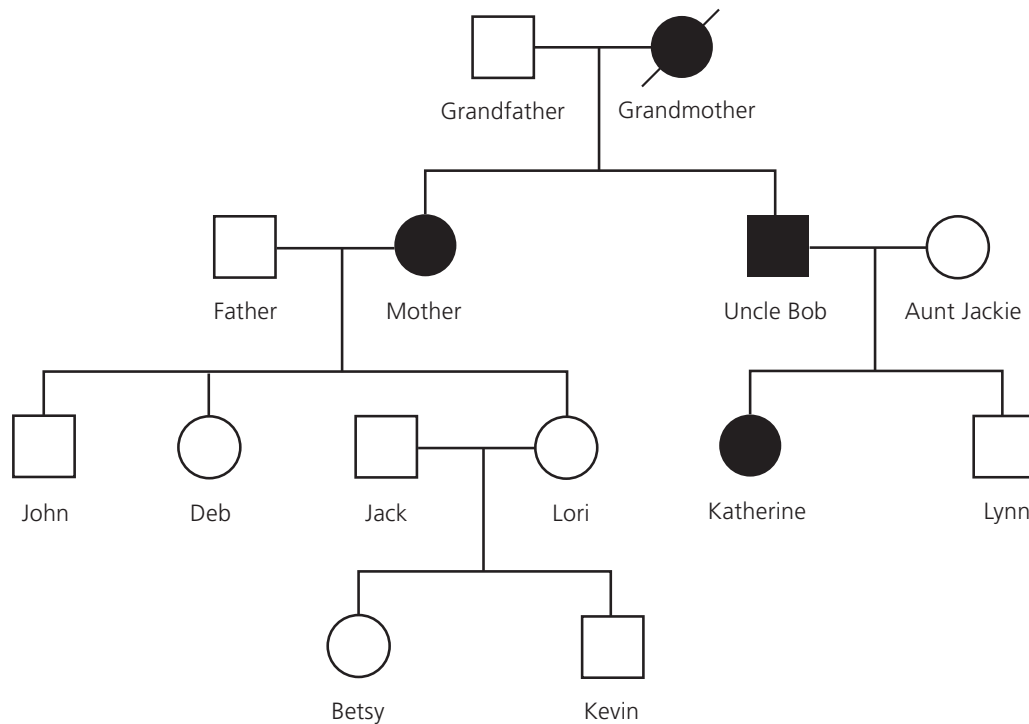 Grandfather
Grandmother
Father
Mother
Uncle Bob
Aunt Jackie
John
Deb
Jack
Lori
Katherine
Lynn
Betsy
Kevin